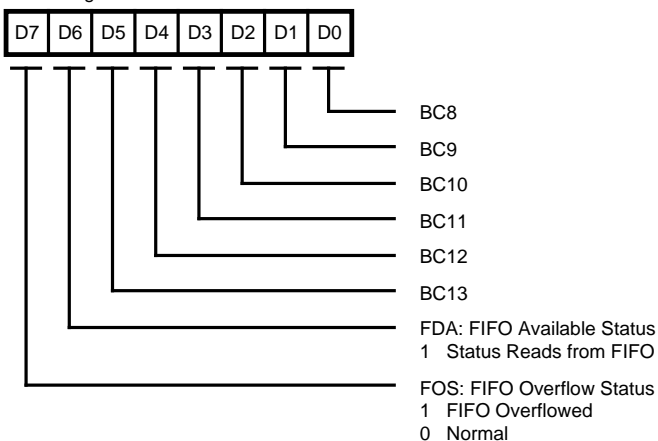 D7 D6 D5 D4 D3 D2 D1 D0
BC8
BC9
BC10
BC11
BC12
BC13
FDA: FIFO Available Status
1 Status Reads from FIFO
FOS: FIFO Overflow Status
1 FIFO Overflowed
0 Normal